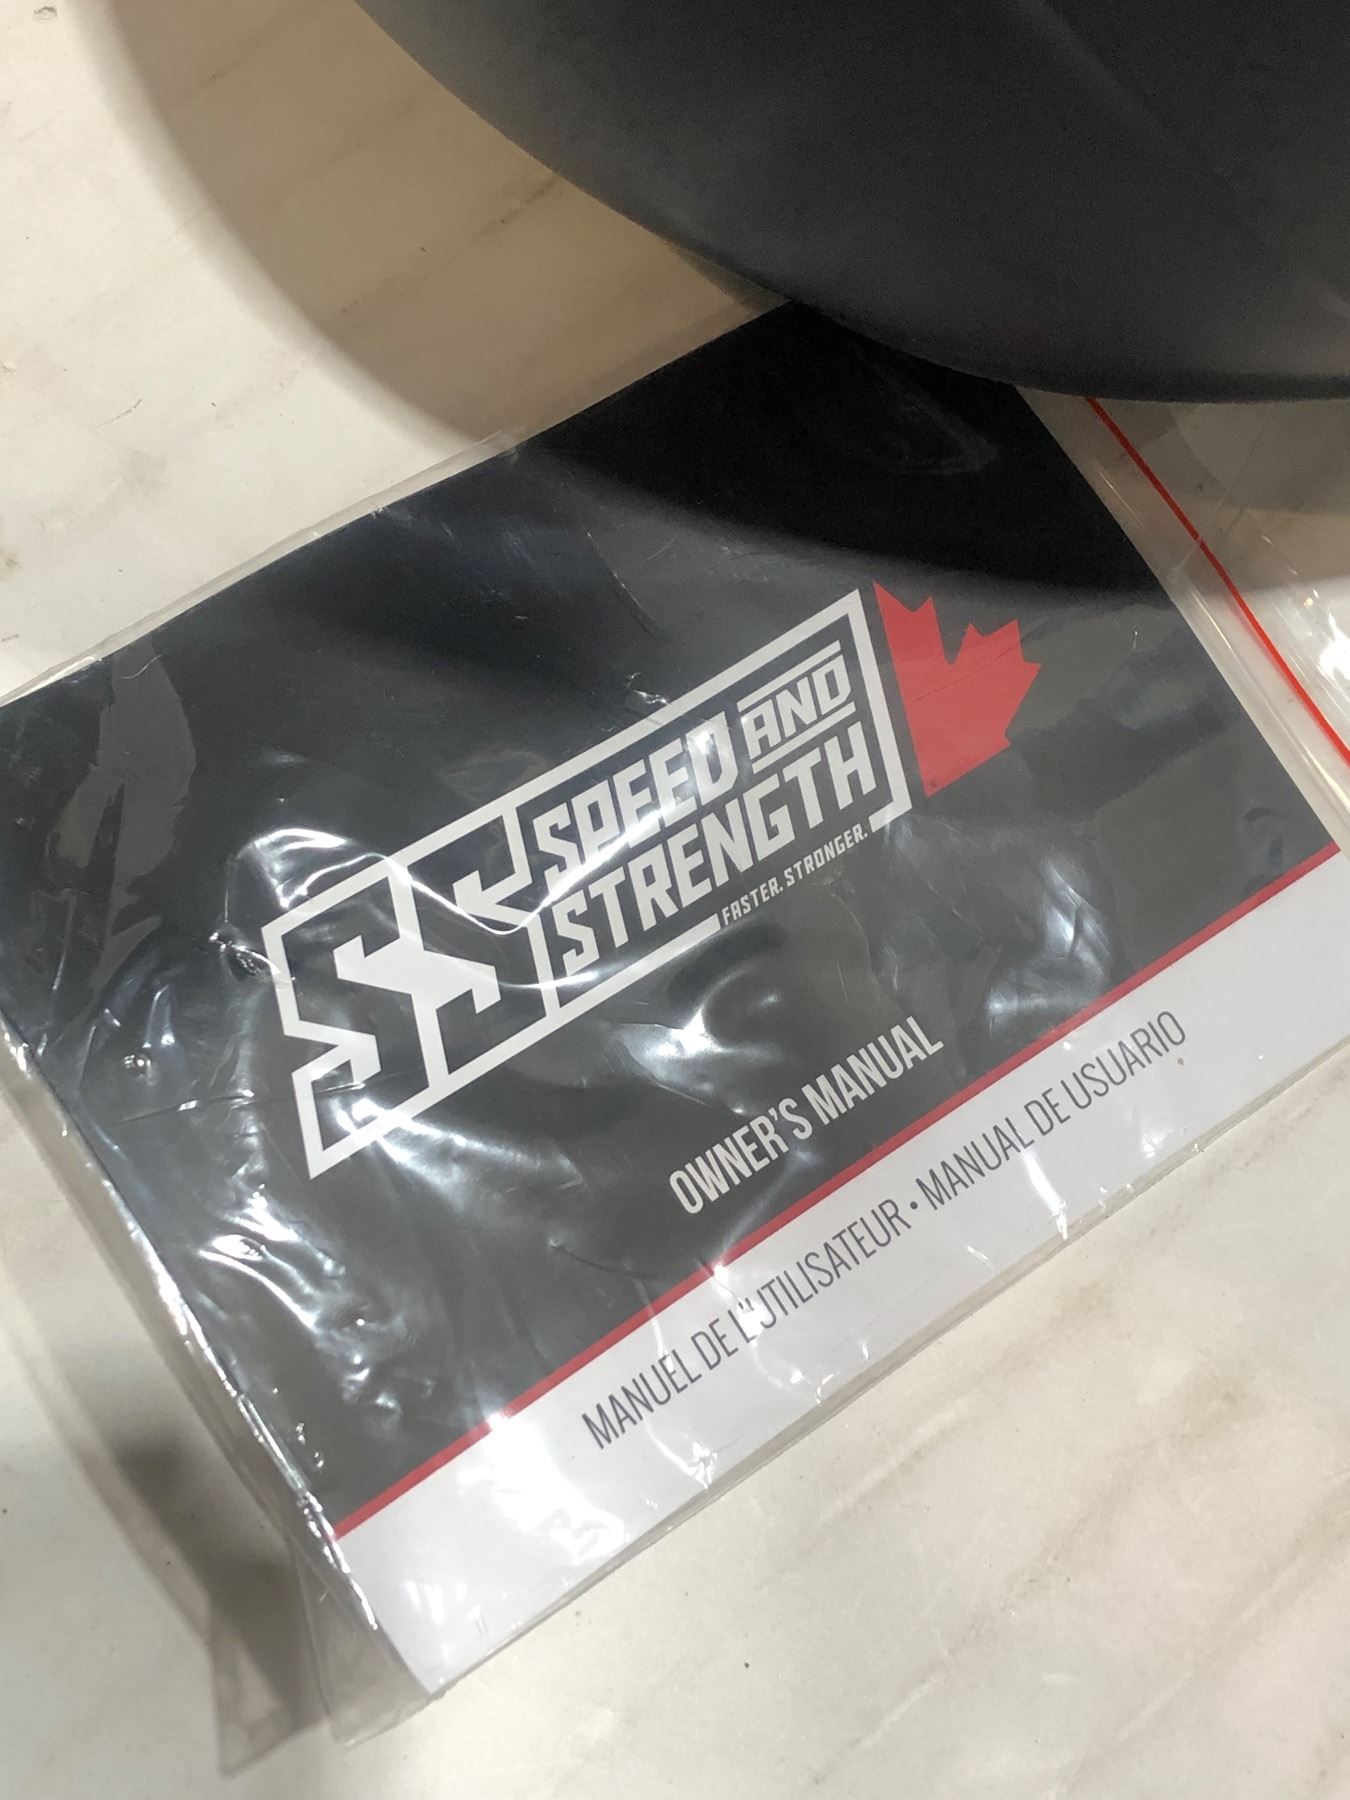 SS
SPEED AND
STRENGTH
FASTER. STRONGER.
OWNER'S MANUAL
MANUEL DE L'UTILISATEUR • MANUAL DE USUARIO